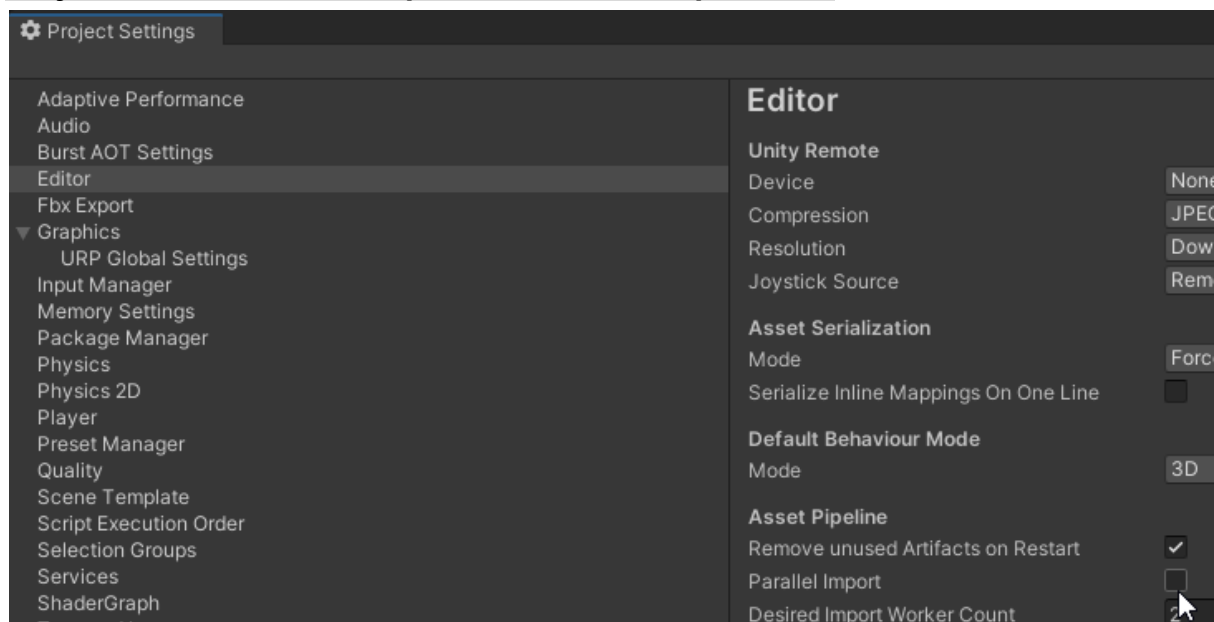 Project Settings
Adaptive Performance
Audio
Burst AOT Settings
Editor
Fbx Export
Graphics
URP Global Settings
Input Manager
Memory Settings
Package Manager
Physics
Physics 2D
Player
Preset Manager
Quality
Scene Template
Script Execution Order
Selection Groups
Services
ShaderGraph
Editor
Unity Remote
Device None
Compression JPEG
Resolution
Joystick Source
Asset Serialization
Mode
Serialize Inline Mappings On One Line
Default Behaviour Mode
Mode 3D
Asset Pipeline
Remove unused Artifacts on Restart
Parallel Import
Desired Import Worker Count